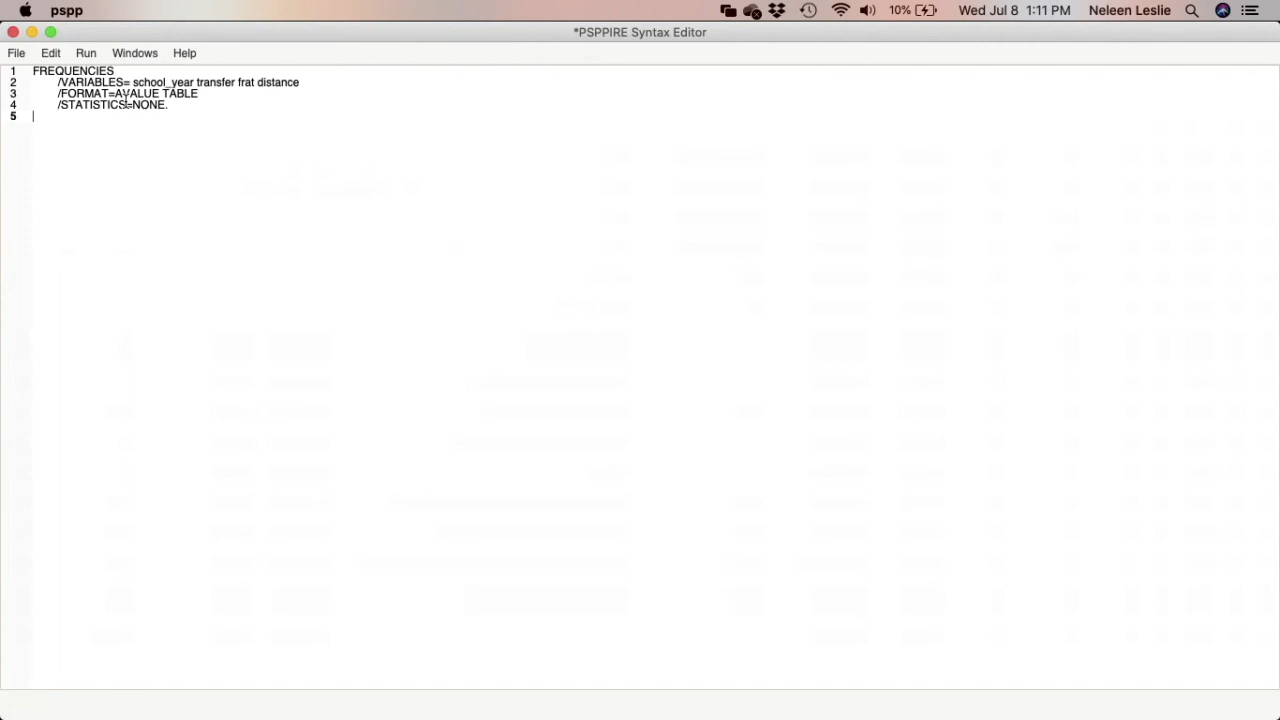 pspp
10%
Wed Jul 8 1:11 PM
Neleen Leslie
*PSPPIRE Syntax Editor
File Edit Run Windows Help
1 FREQUENCIES
2 /VARIABLES= school_year transfer frat distance
3 /FORMAT=AVALUE TABLE
4 /STATISTICS=NONE.
5